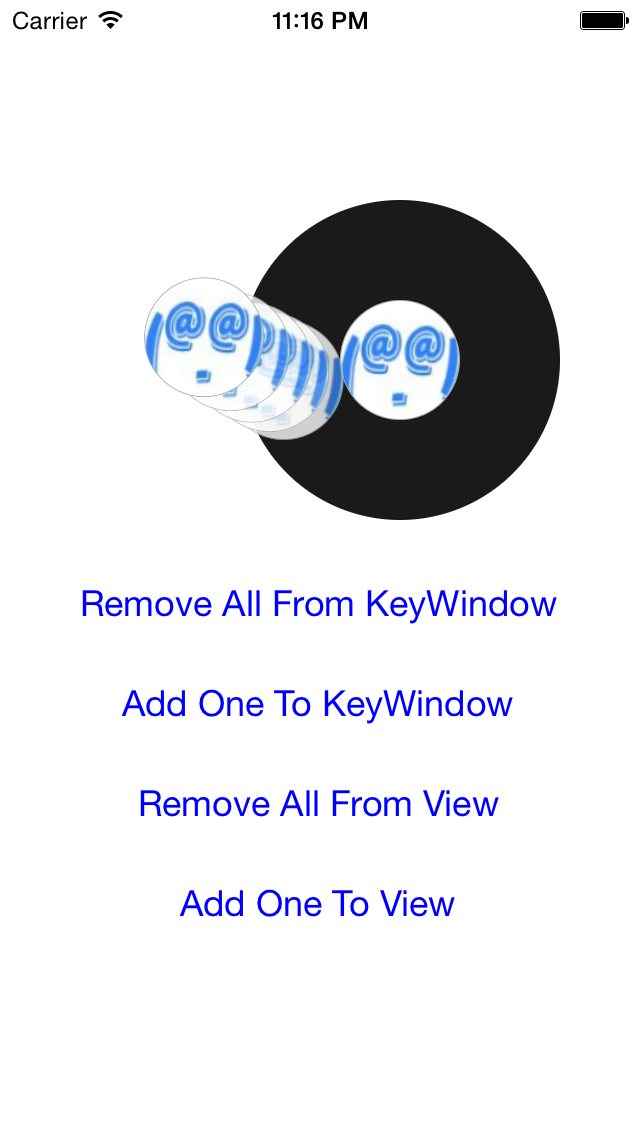 Carrier 11:16 PM
(@@)
.
(@@)
.
Remove All From KeyWindow
Add One To KeyWindow
Remove All From View
Add One To View